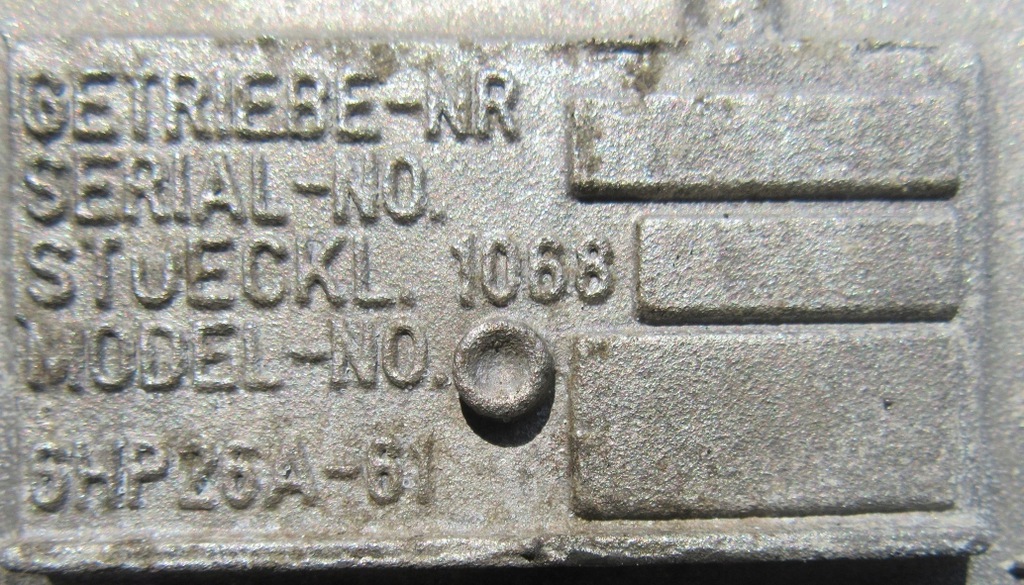 GETRIEBE-NR
SERIAL-NO.
STUECKL. 1068
MODEL-NO.
6HP26A-61